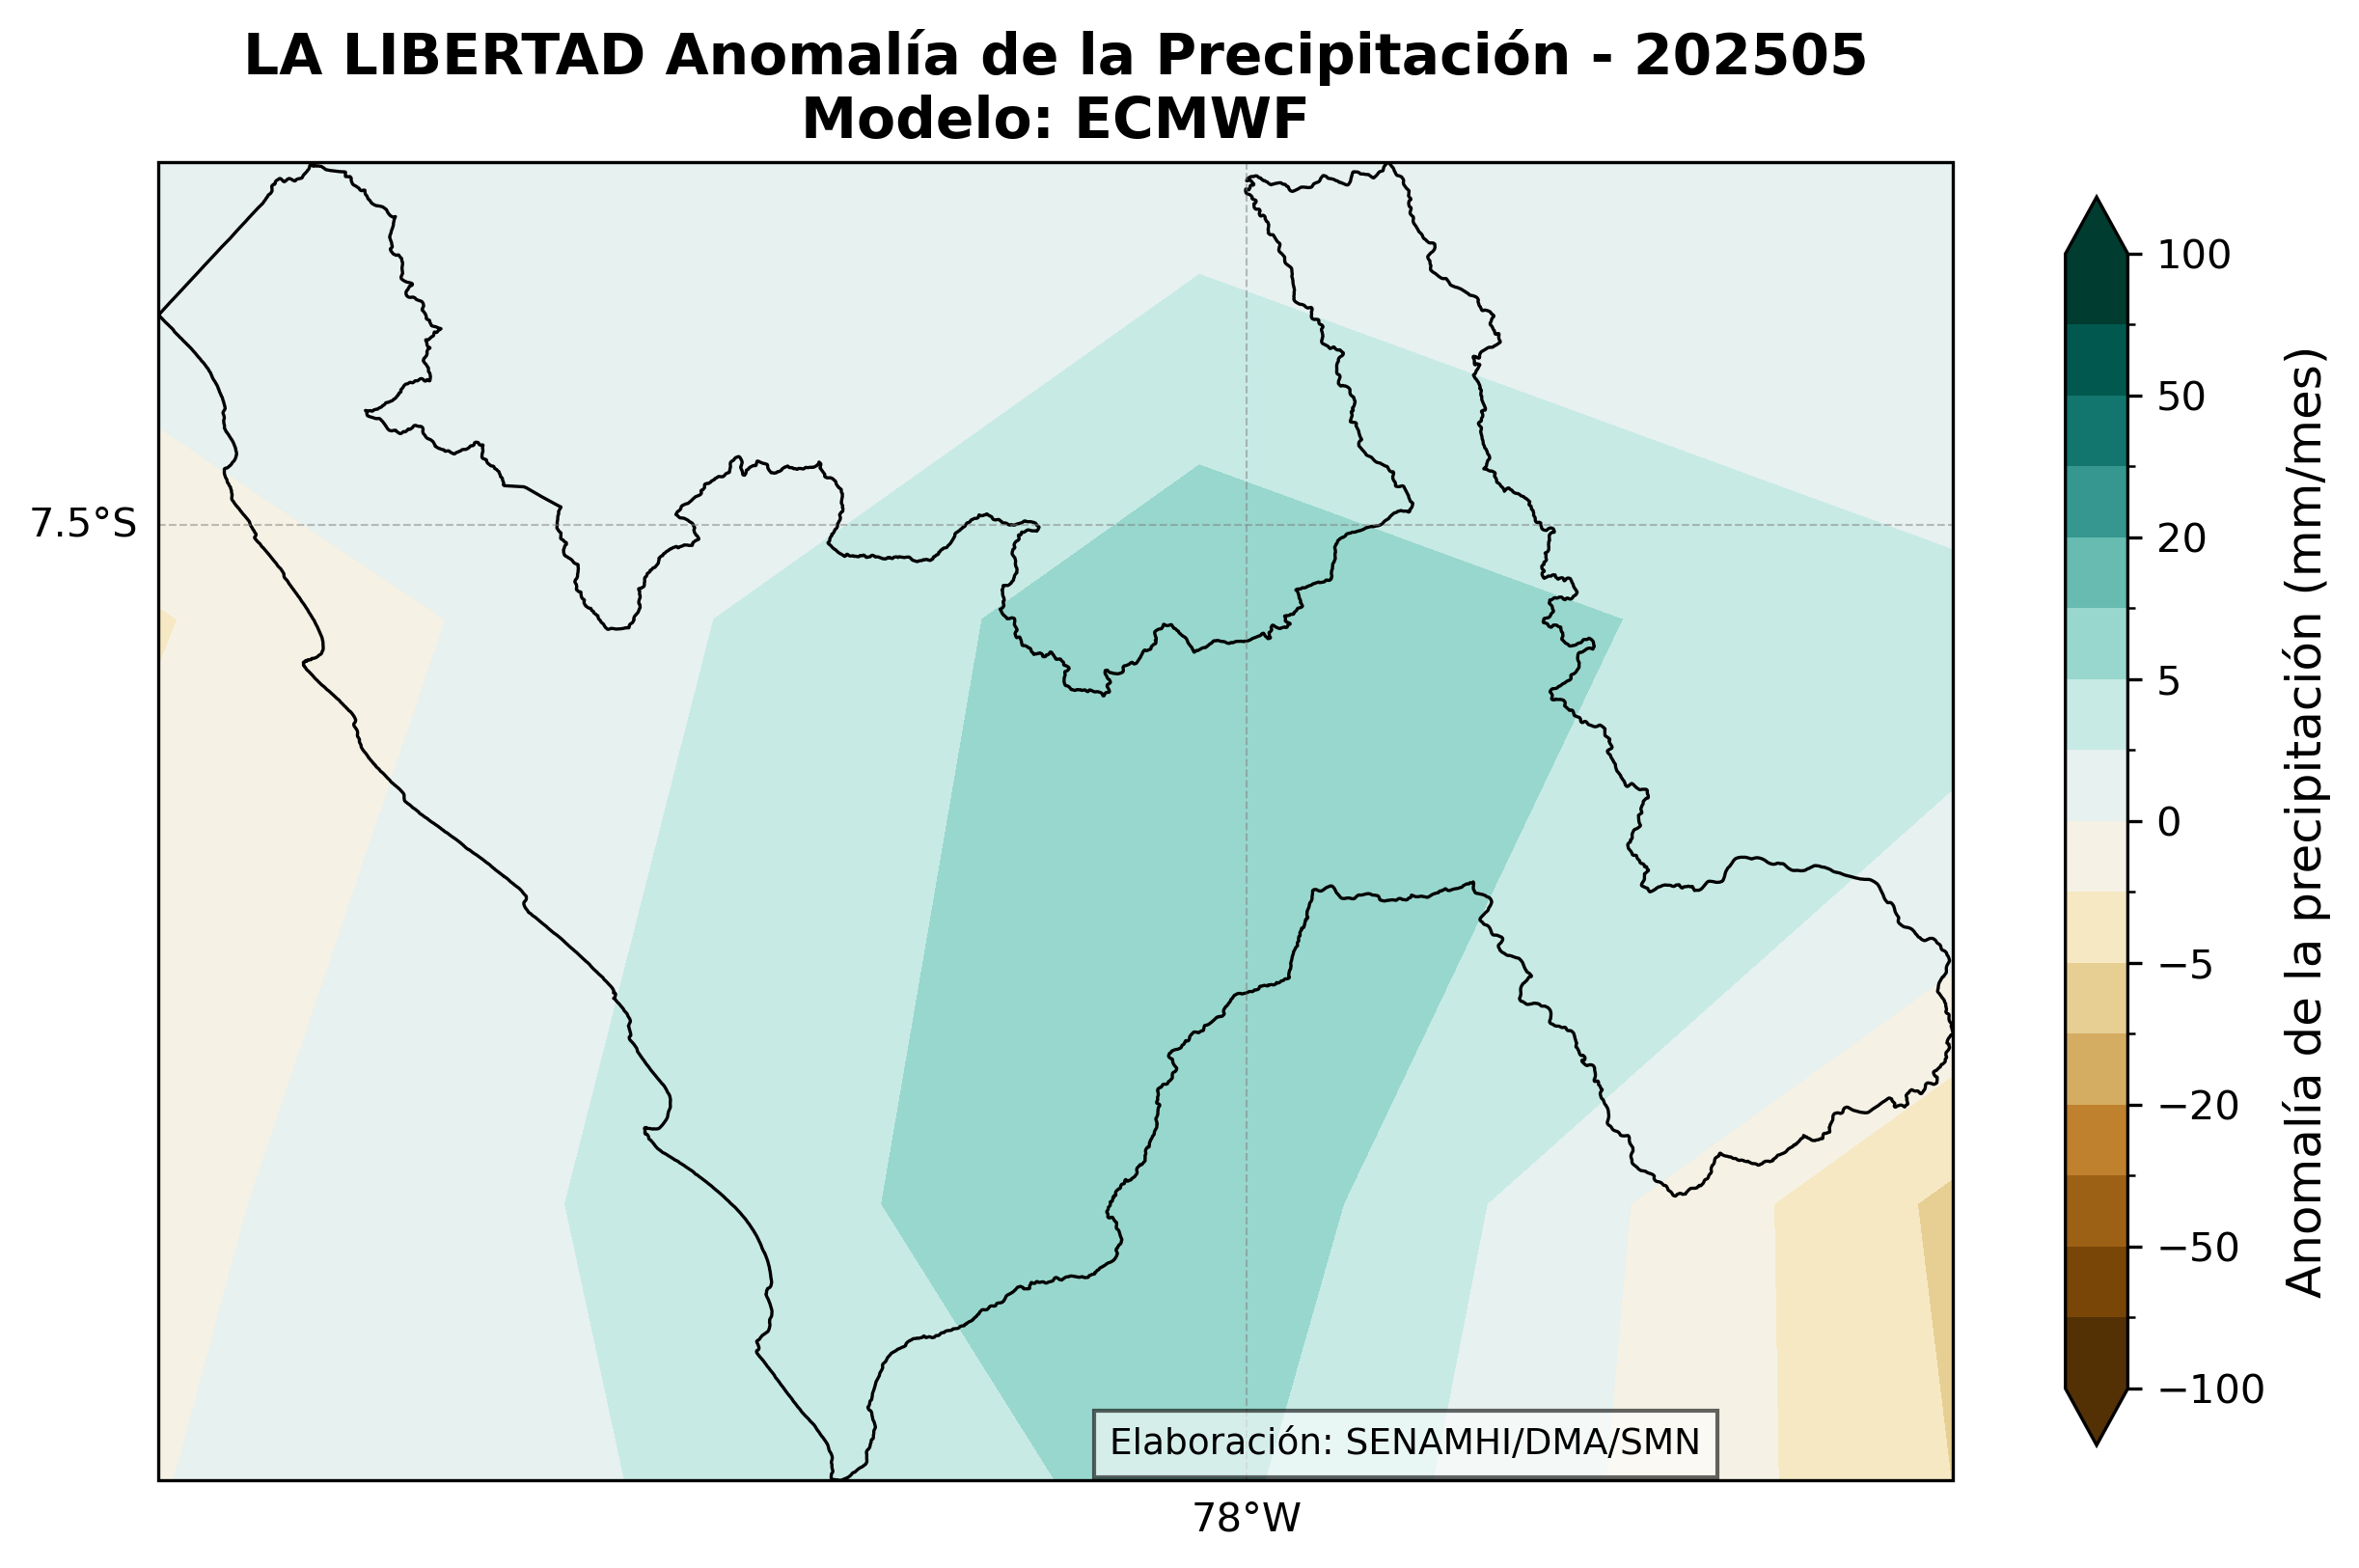 LA LIBERTAD Anomalía de la Precipitación - 202505
Modelo: ECMWF
7.5°S
78°W
Elaboración: SENAMHI/DMA/SMN
100
50
20
5
0
−5
−20
−50
−100
Anomalía de la precipitación (mm/mes)